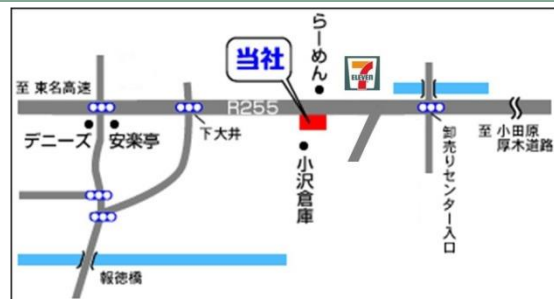 当社
らーめん
7
ELEVEn
至 東名高速
R255
デニーズ
安楽亭
下大井
小沢倉庫
卸売りセンター入口
至 小田原
厚木道路
報徳橋